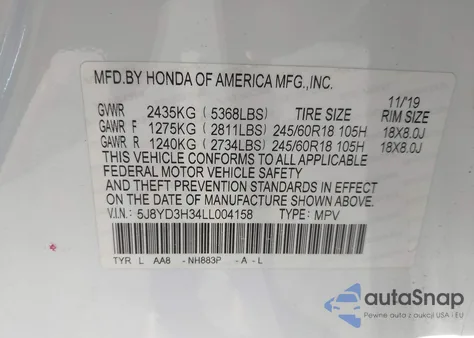 MFD.BY HONDA OF AMERICA MFG.,INC.
11/'19
GVWR 2435KG ( 5368LBS) TIRE SIZE RIM SIZE
GAWR F 1275KG ( 2811LBS) 245/60R18 105H 18X8.0J
GAWR R 1240KG ( 2734LBS) 245/60R18 105H 18X8.0J
THIS VEHICLE CONFORMS TO ALL APPLICABLE
FEDERAL MOTOR VEHICLE SAFETY
AND THEFT PREVENTION STANDARDS IN EFFECT
ON THE DATE OF MANUFACTURE SHOWN ABOVE.
V.I.N.: 5J8YD3H34LL004158 TYPE: MPV
TYR L AA8 -NH883P -A-L
autoSnap
Pewne auta z aukcji USA i EU